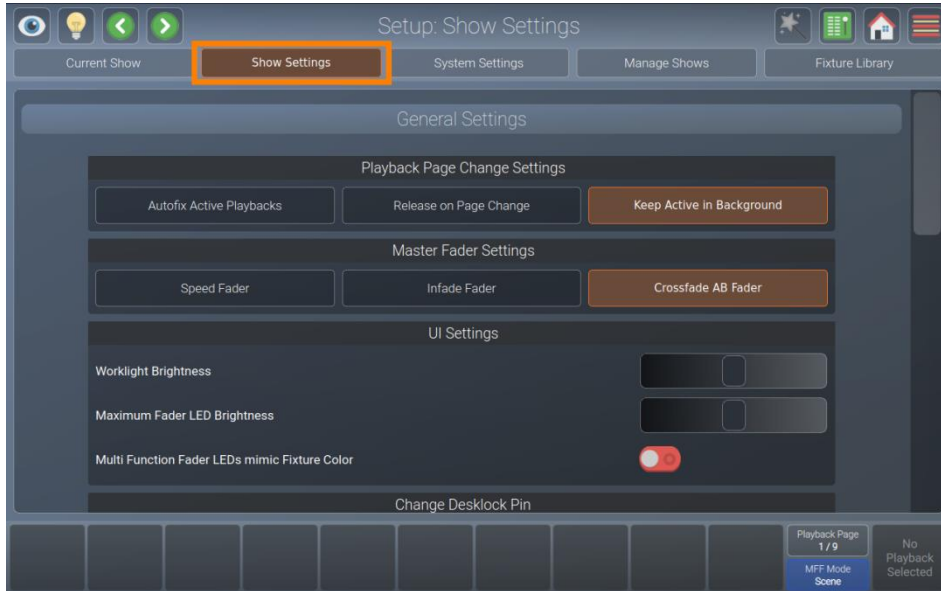 Setup: Show Settings
Current Show
Show Settings
System Settings
Manage Shows
Fixture Library
General Settings
Playback Page Change Settings
Autofix Active Playbacks
Release on Page Change
Keep Active in Background
Master Fader Settings
Speed Fader
Infade Fader
Crossfade AB Fader
UI Settings
Worklight Brightness
Maximum Fader LED Brightness
Multi Function Fader LEDs mimic Fixture Color
Change Desklock Pin
Playback Page
1/9
MFF Mode
Scene
No
Playback
Selected